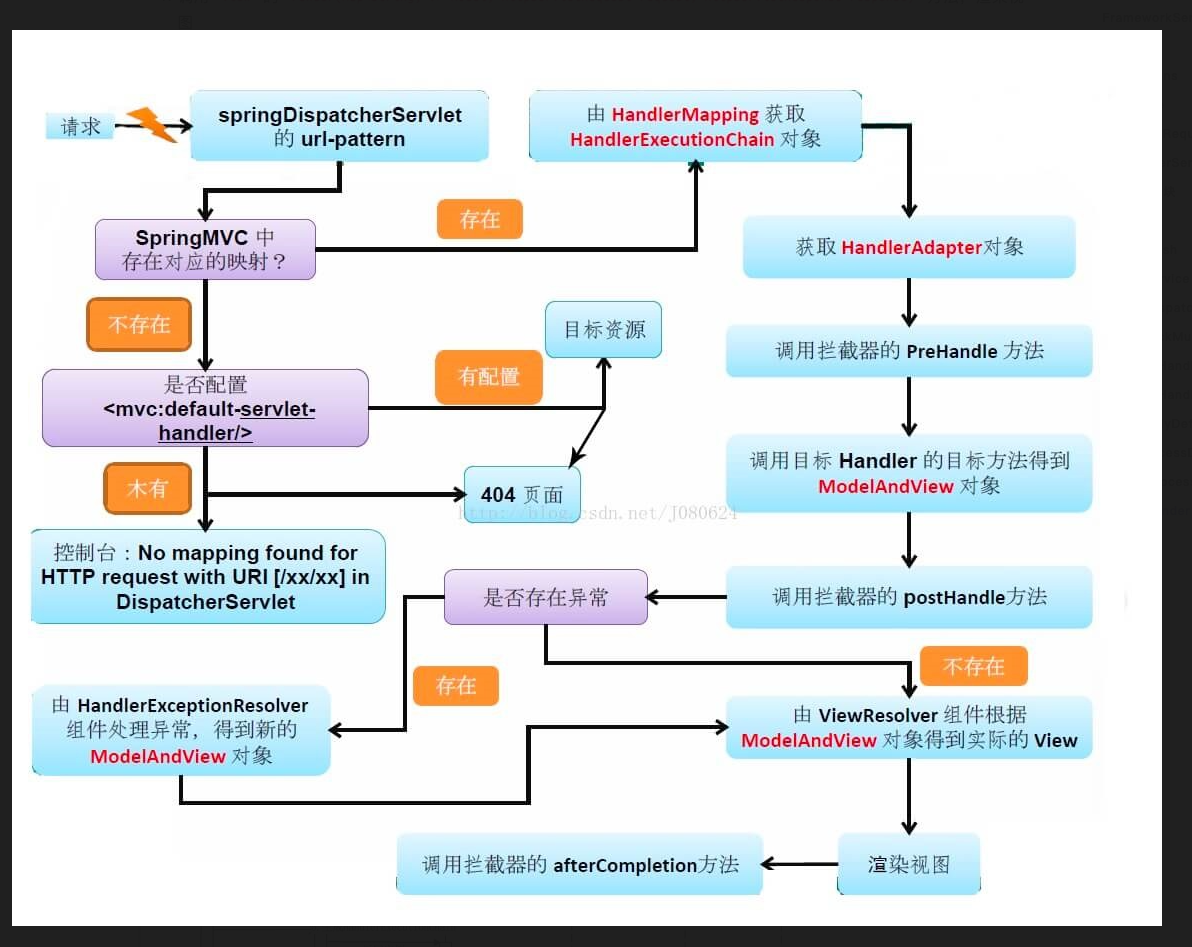 请求
springDispatcherServlet
的 url-pattern
由 HandlerMapping 获取
HandlerExecutionChain 对象
SpringMVC 中
存在对应的映射？
存在
获取 HandlerAdapter对象
不存在
目标资源
调用拦截器的 PreHandle 方法
是否配置
<mvc:default-servlet-
handler/>
有配置
调用目标 Handler 的目标方法得到
ModelAndView 对象
木有
404 页面
http://blog.csdn.net/J080624
控制台：No mapping found for
HTTP request with URI [/xx/xx] in
DispatcherServlet
是否存在异常
调用拦截器的 postHandle方法
存在
不存在
由 HandlerExceptionResolver
组件处理异常，得到新的
ModelAndView 对象
由 ViewResolver 组件根据
ModelAndView 对象得到实际的 View
调用拦截器的 afterCompletion方法
渲染视图